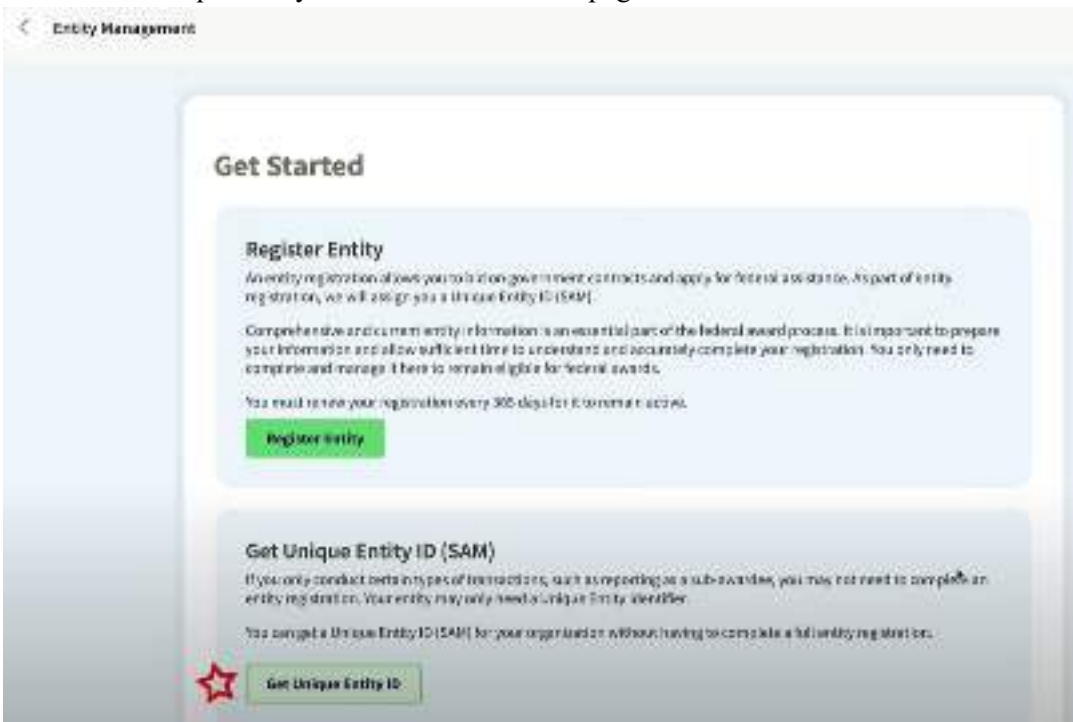 Entity Management
Get Started
Register Entity
An entity registration allows you to bid on government contracts and apply for federal assistance. As part of entity
registration, we will assign you a Unique Entity ID (SAM).
Comprehensive and current entity information is an essential part of the federal award process. It is important to prepare
your information and allow sufficient time to understand and accurately complete your registration. You only need to
complete and manage it here to remain eligible for federal awards.
You must renew your registration every 365 days for it to remain active.
Register Entity
Get Unique Entity ID (SAM)
If you only conduct certain types of transactions, such as reporting as a sub-awardee, you may not need to complete an
entity registration. Your entity may only need a Unique Entity Identifier.
You can get a Unique Entity ID (SAM) for your organization without having to complete a full entity registration.
Get Unique Entity ID